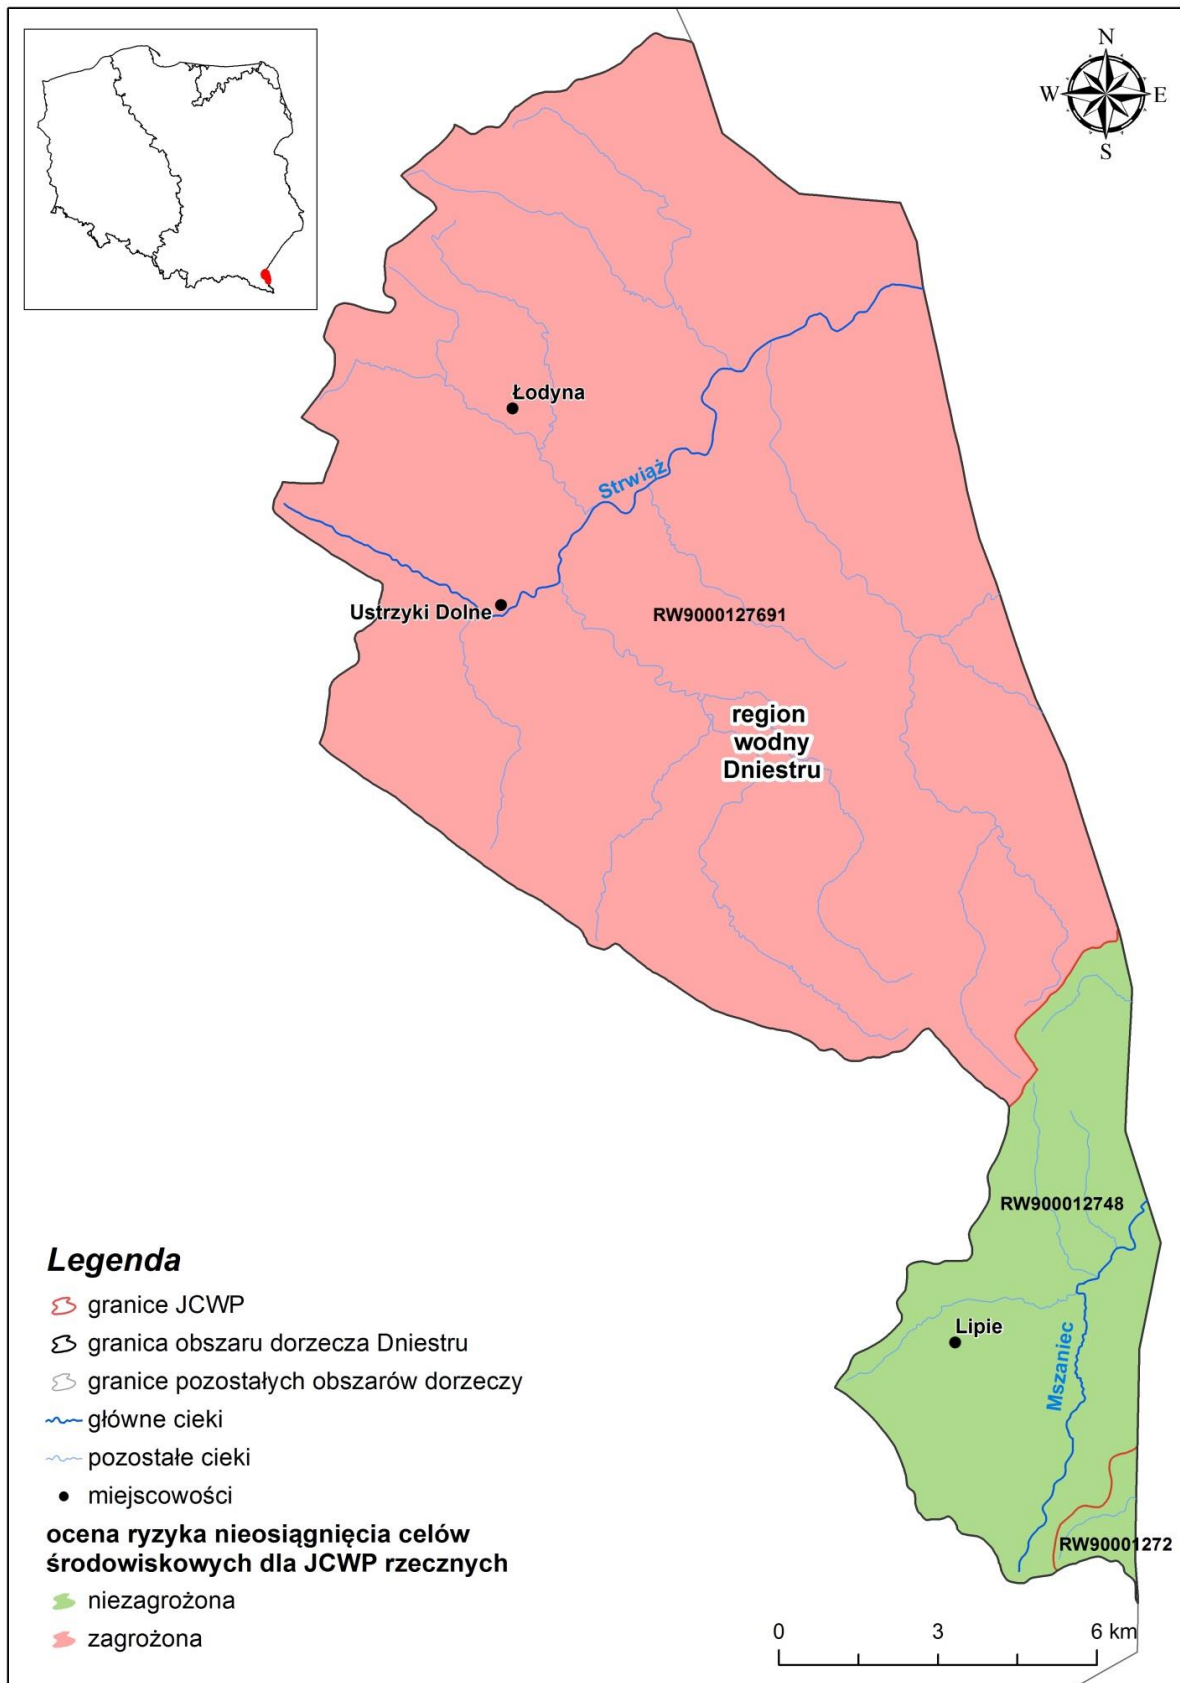 N
W
E
S
Łodyna
Strwiąż
Ustrzyki Dolne
RW9000127691
region
wodny
Dniestru
RW900012748
Lipie
Mszaniec
RW90001272
Legenda
granice JCWP
granica obszaru dorzecza Dniestru
granice pozostałych obszarów dorzeczy
główne cieki
pozostałe cieki
miejscowości
ocena ryzyka nieosiągnięcia celów
środowiskowych dla JCWP rzecznych
niezagrożona
zagrożona
0 3 6 km